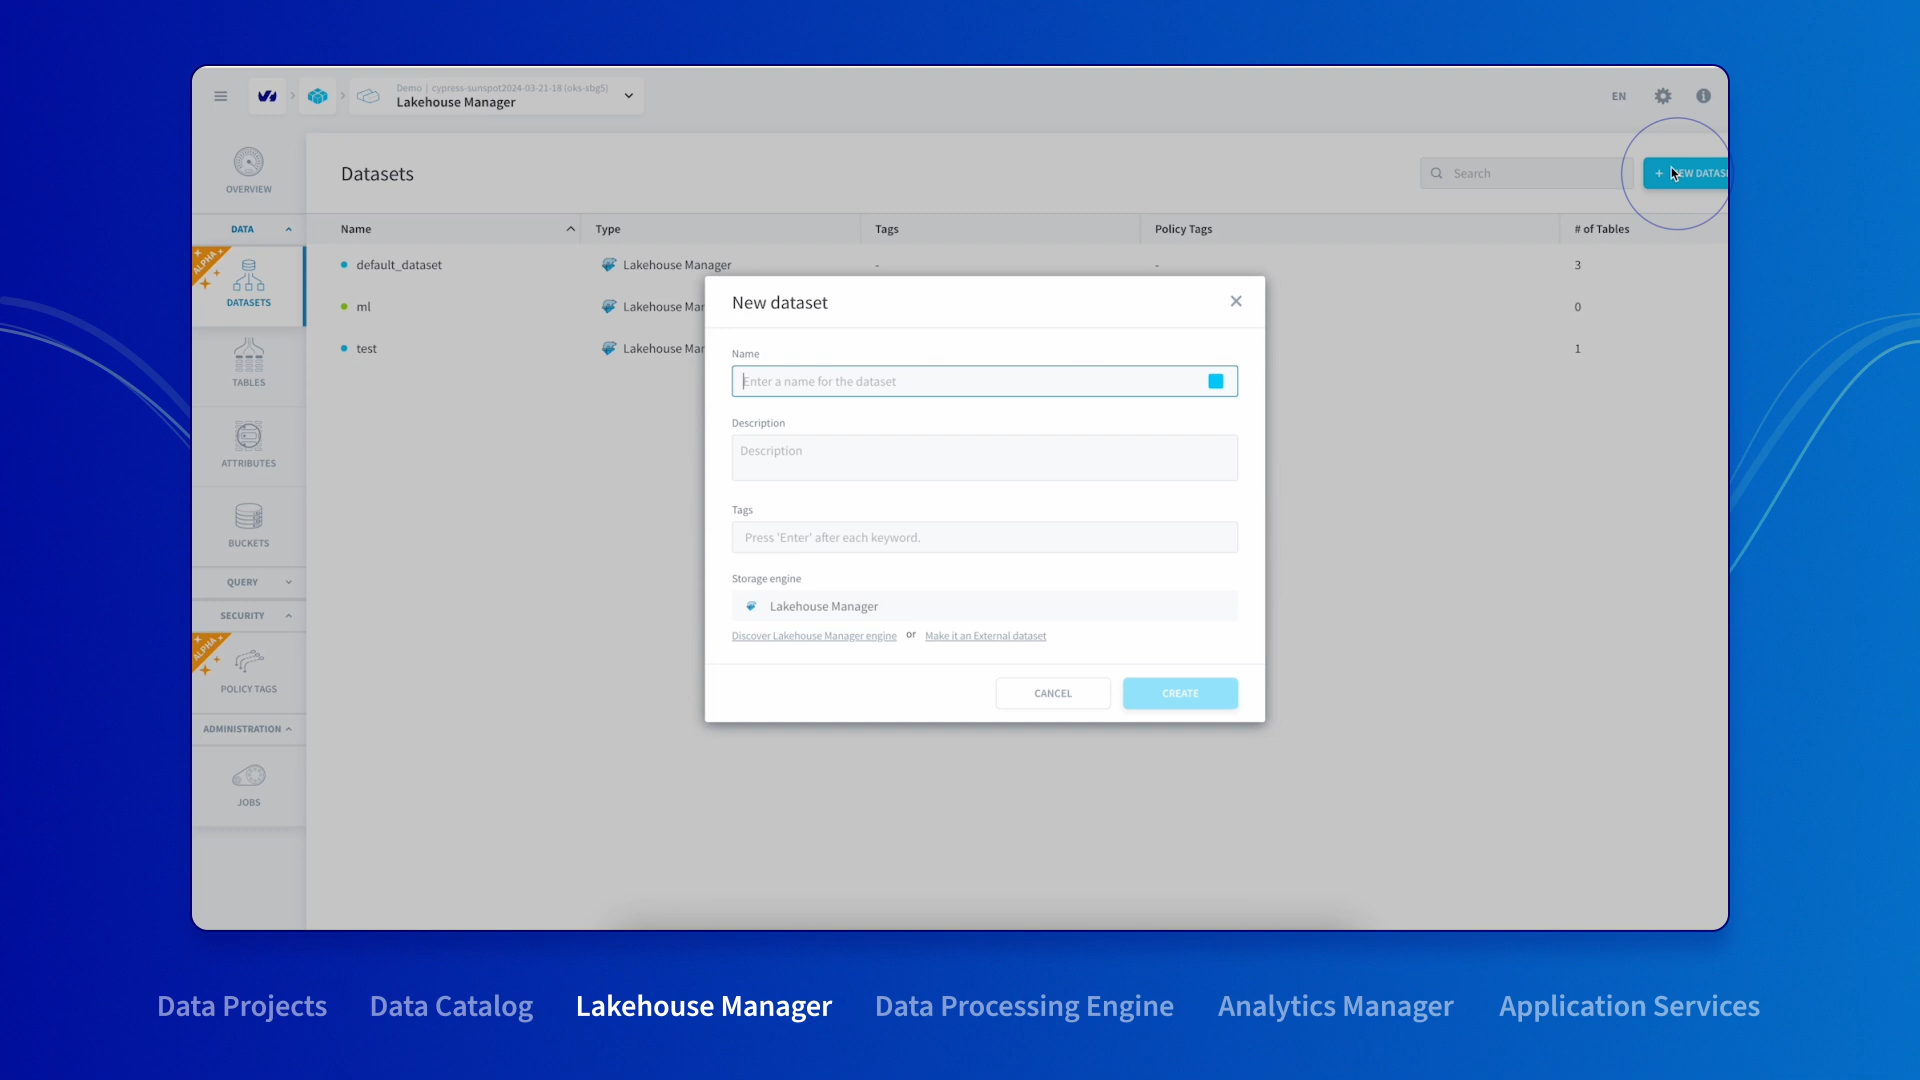 Demo | cypress-sunspot2024-03-21-18 (oks-sbg5)
Lakehouse Manager
EN
OVERVIEW
DATA
ALPHA
DATASETS
TABLES
ATTRIBUTES
BUCKETS
QUERY
SECURITY
ALPHA
POLICY TAGS
ADMINISTRATION
JOBS
Datasets
Search
+ EW DATAS
Name Type Tags Policy Tags # of Tables
default_dataset Lakehouse Manager - - 3
ml Lakehouse Mar 0
test Lakehouse Mar 1
New dataset
Name
Enter a name for the dataset
Description
Description
Tags
Press 'Enter' after each keyword.
Storage engine
Lakehouse Manager
Discover Lakehouse Manager engine or Make it an External dataset
CANCEL CREATE
Data Projects Data Catalog Lakehouse Manager Data Processing Engine Analytics Manager Application Services